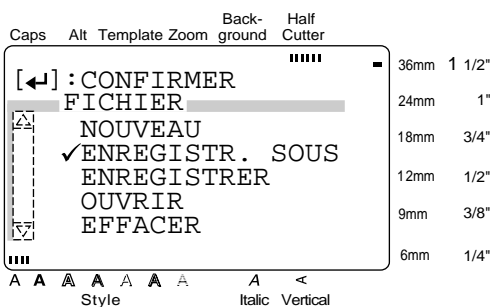 Back- Half
Caps Alt Template Zoom ground Cutter
[↵]:CONFIRMER
FICHIER
NOUVEAU
✓ENREGISTR. SOUS
ENREGISTRER
OUVRIR
EFFACER
36mm 1 1/2"
24mm 1"
18mm 3/4"
12mm 1/2"
9mm 3/8"
6mm 1/4"
A A A A A A A A A
Style Italic Vertical